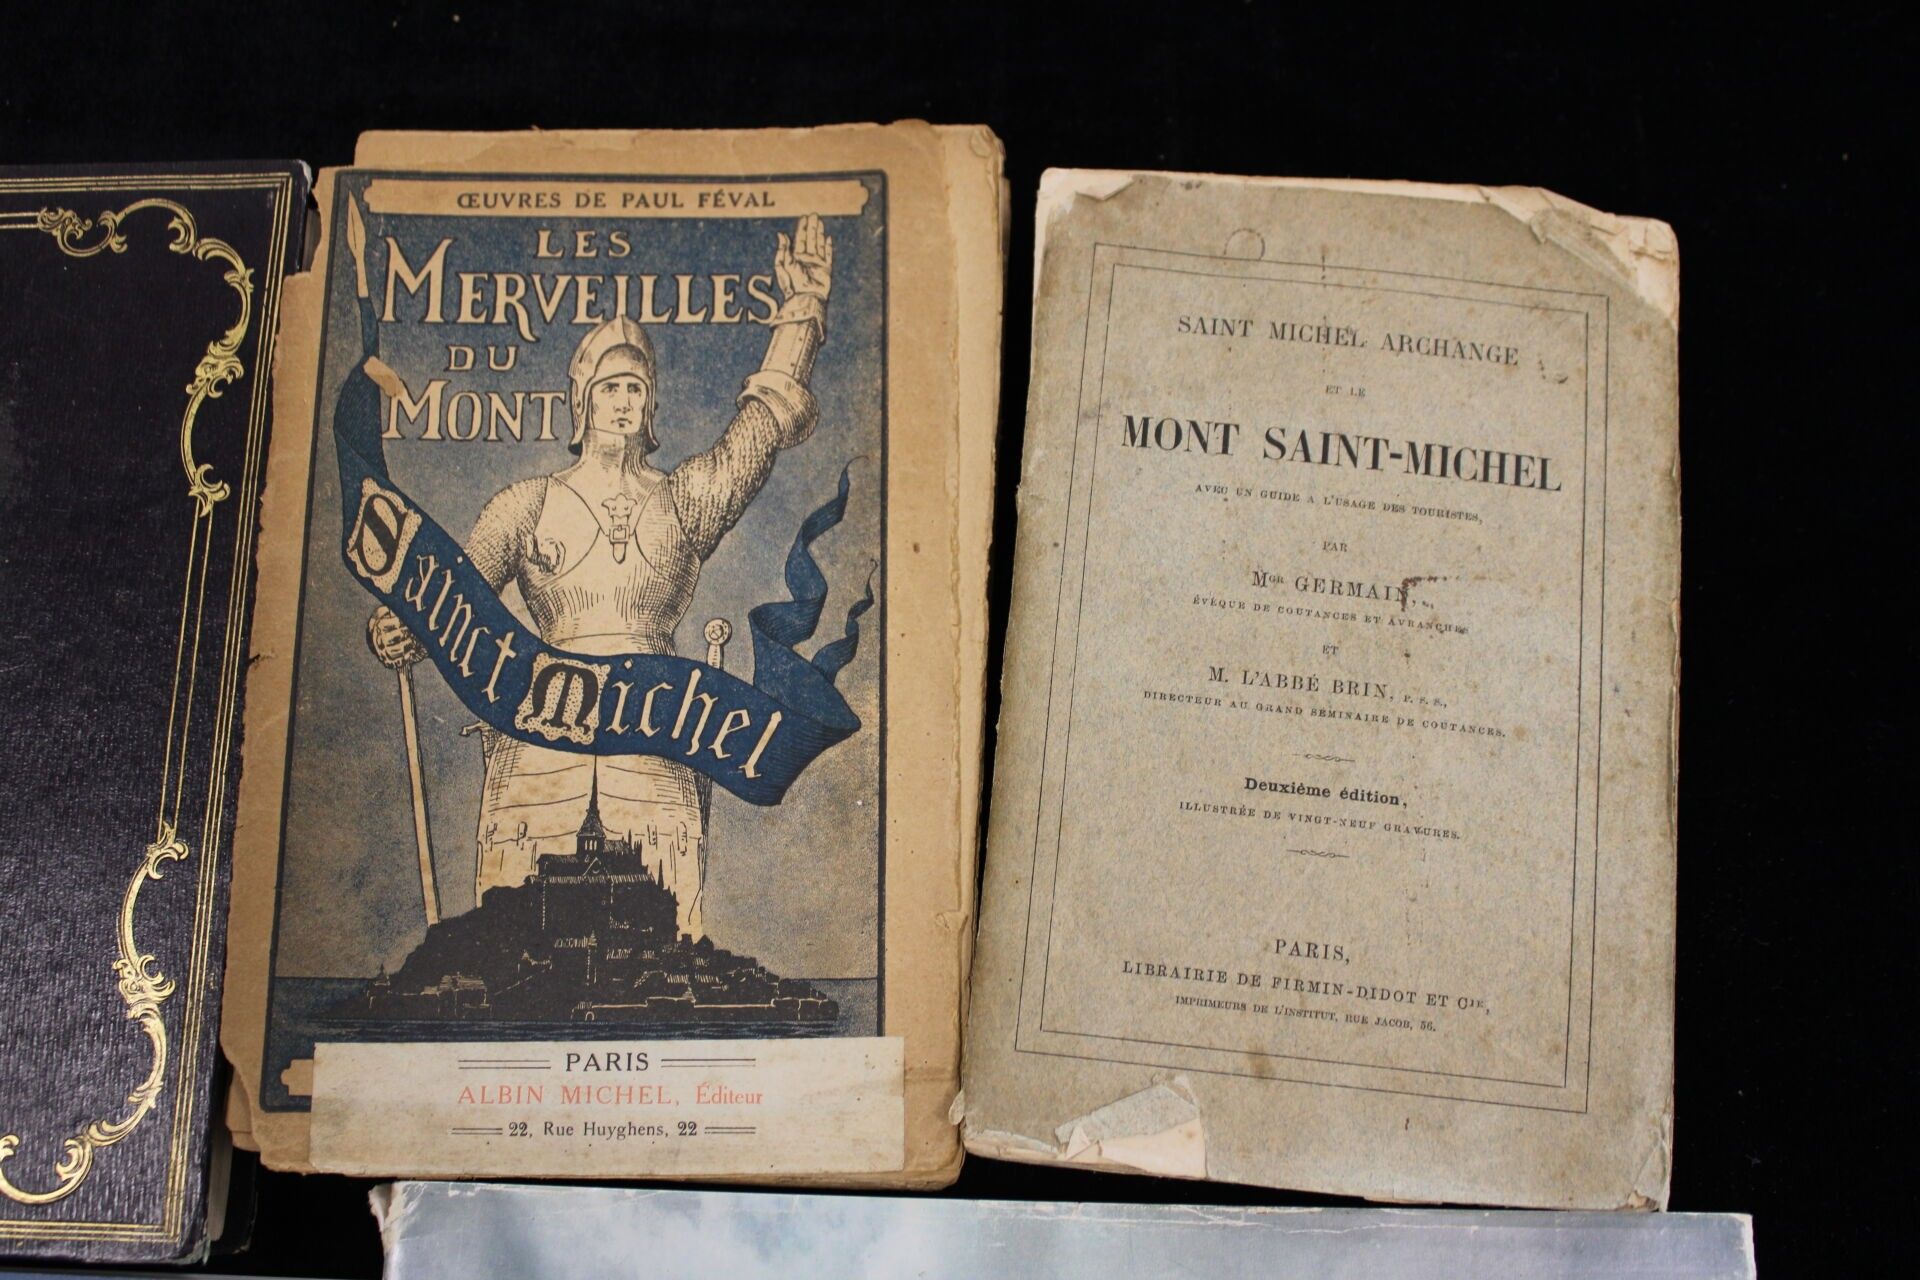 ŒUVRES DE PAUL FÉVAL
LES
MERVEILLES
DU
MONT
Sainct Michel
PARIS
ALBIN MICHEL, Éditeur
22, Rue Huyghens, 22
SAINT MICHEL ARCHANGE
ET LE
MONT SAINT-MICHEL
AVEC UN GUIDE A L'USAGE DES TOURISTES,
PAR
MGR GERMAIN,
ÉVÊQUE DE COUTANCES ET AVRANCHES
ET
M. L'ABBÉ BRIN, P. S. S.,
DIRECTEUR AU GRAND SÉMINAIRE DE COUTANCES.
Deuxième édition,
ILLUSTRÉE DE VINGT-NEUF GRAVURES.
PARIS,
LIBRAIRIE DE FIRMIN-DIDOT ET CIE,
IMPRIMEURS DE L'INSTITUT, RUE JACOB, 56.